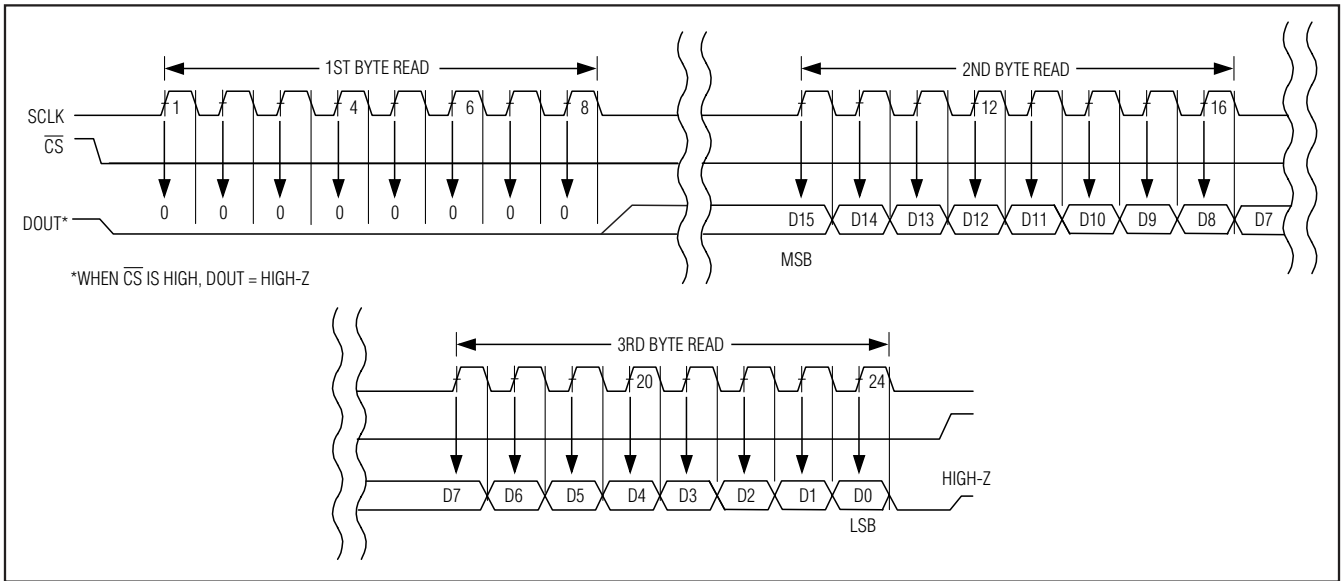 1ST BYTE READ
2ND BYTE READ
SCLK 1 4 6 8 12 16
CS
0 0 0 0 0 0 0 0
DOUT* D15 D14 D13 D12 D11 D10 D9 D8 D7
MSB
*WHEN CS IS HIGH, DOUT = HIGH-Z
3RD BYTE READ
20 24
HIGH-Z
D7 D6 D5 D4 D3 D2 D1 D0
LSB